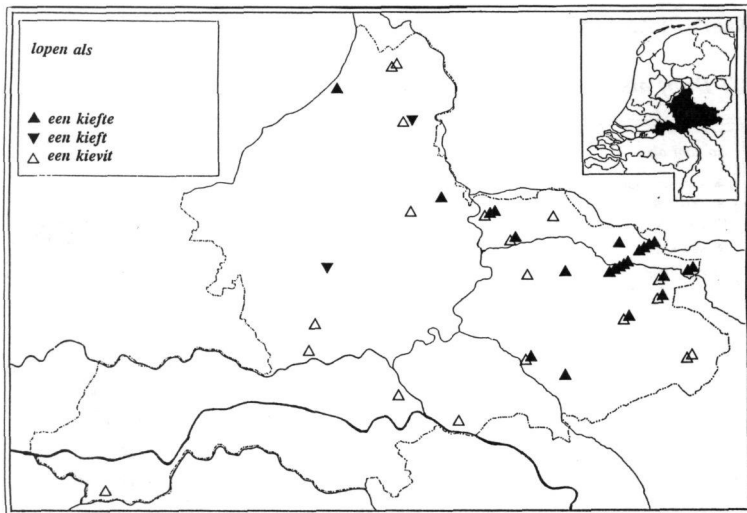 lopen als
▲ een kiefte
▼ een kieft
△ een kievit